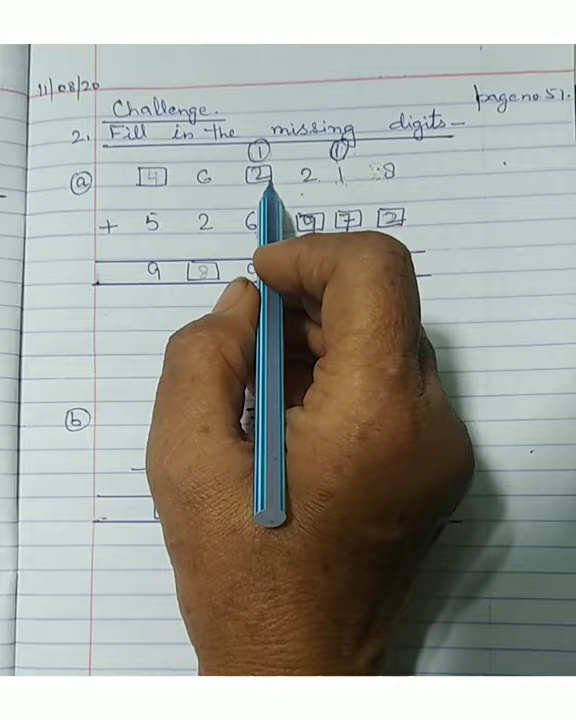 11/08/20
page no 51.
Challenge.
2. Fill in the missing digits-
1 1
a 4 6 2 2 1 8
+ 5 2 6 9 7 2
9 8 9
b